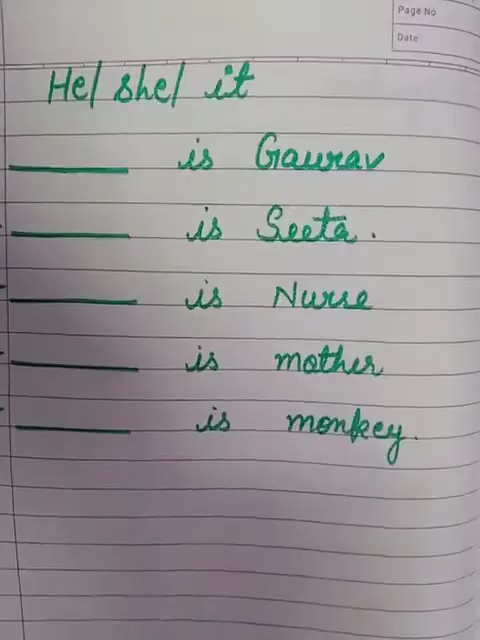 Page No
Date
He/ she/ it
______ is Gaurav
______ is Seeta.
______ is Nurse
______ is mother
______ is monkey.